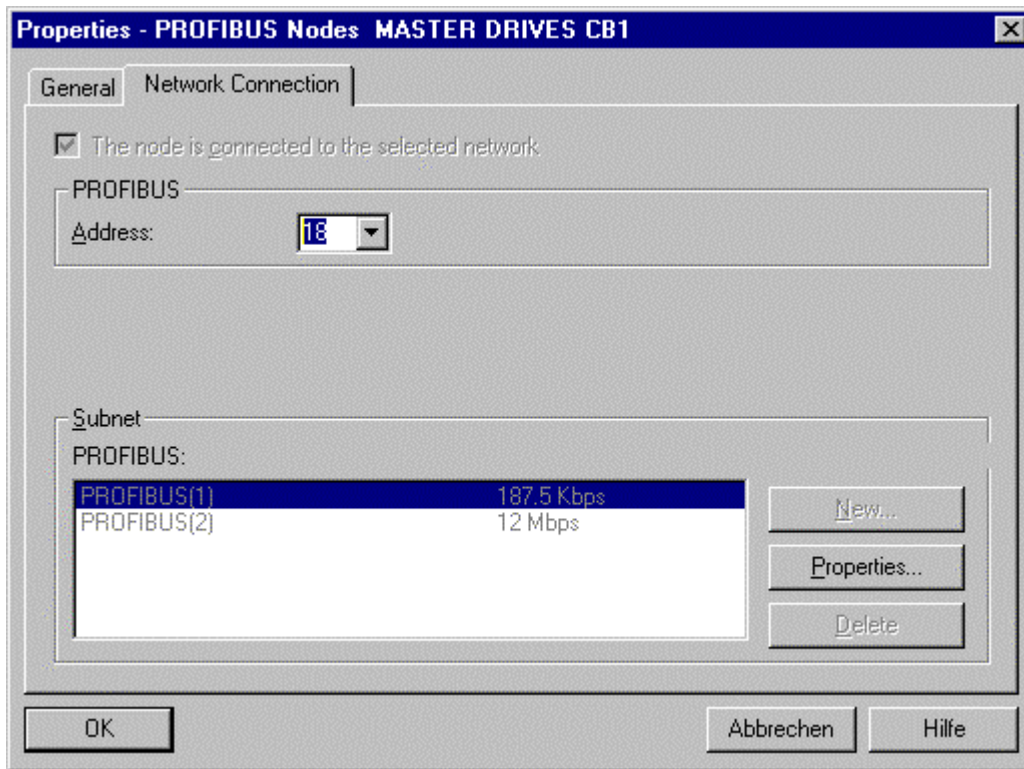 Properties - PROFIBUS Nodes  MASTER DRIVES CB1
General Network Connection
The node is connected to the selected network
PROFIBUS
Address: 18
Subnet
PROFIBUS:
PROFIBUS(1) 187.5 Kbps
PROFIBUS(2) 12 Mbps
New...
Properties...
Delete
OK Abbrechen Hilfe